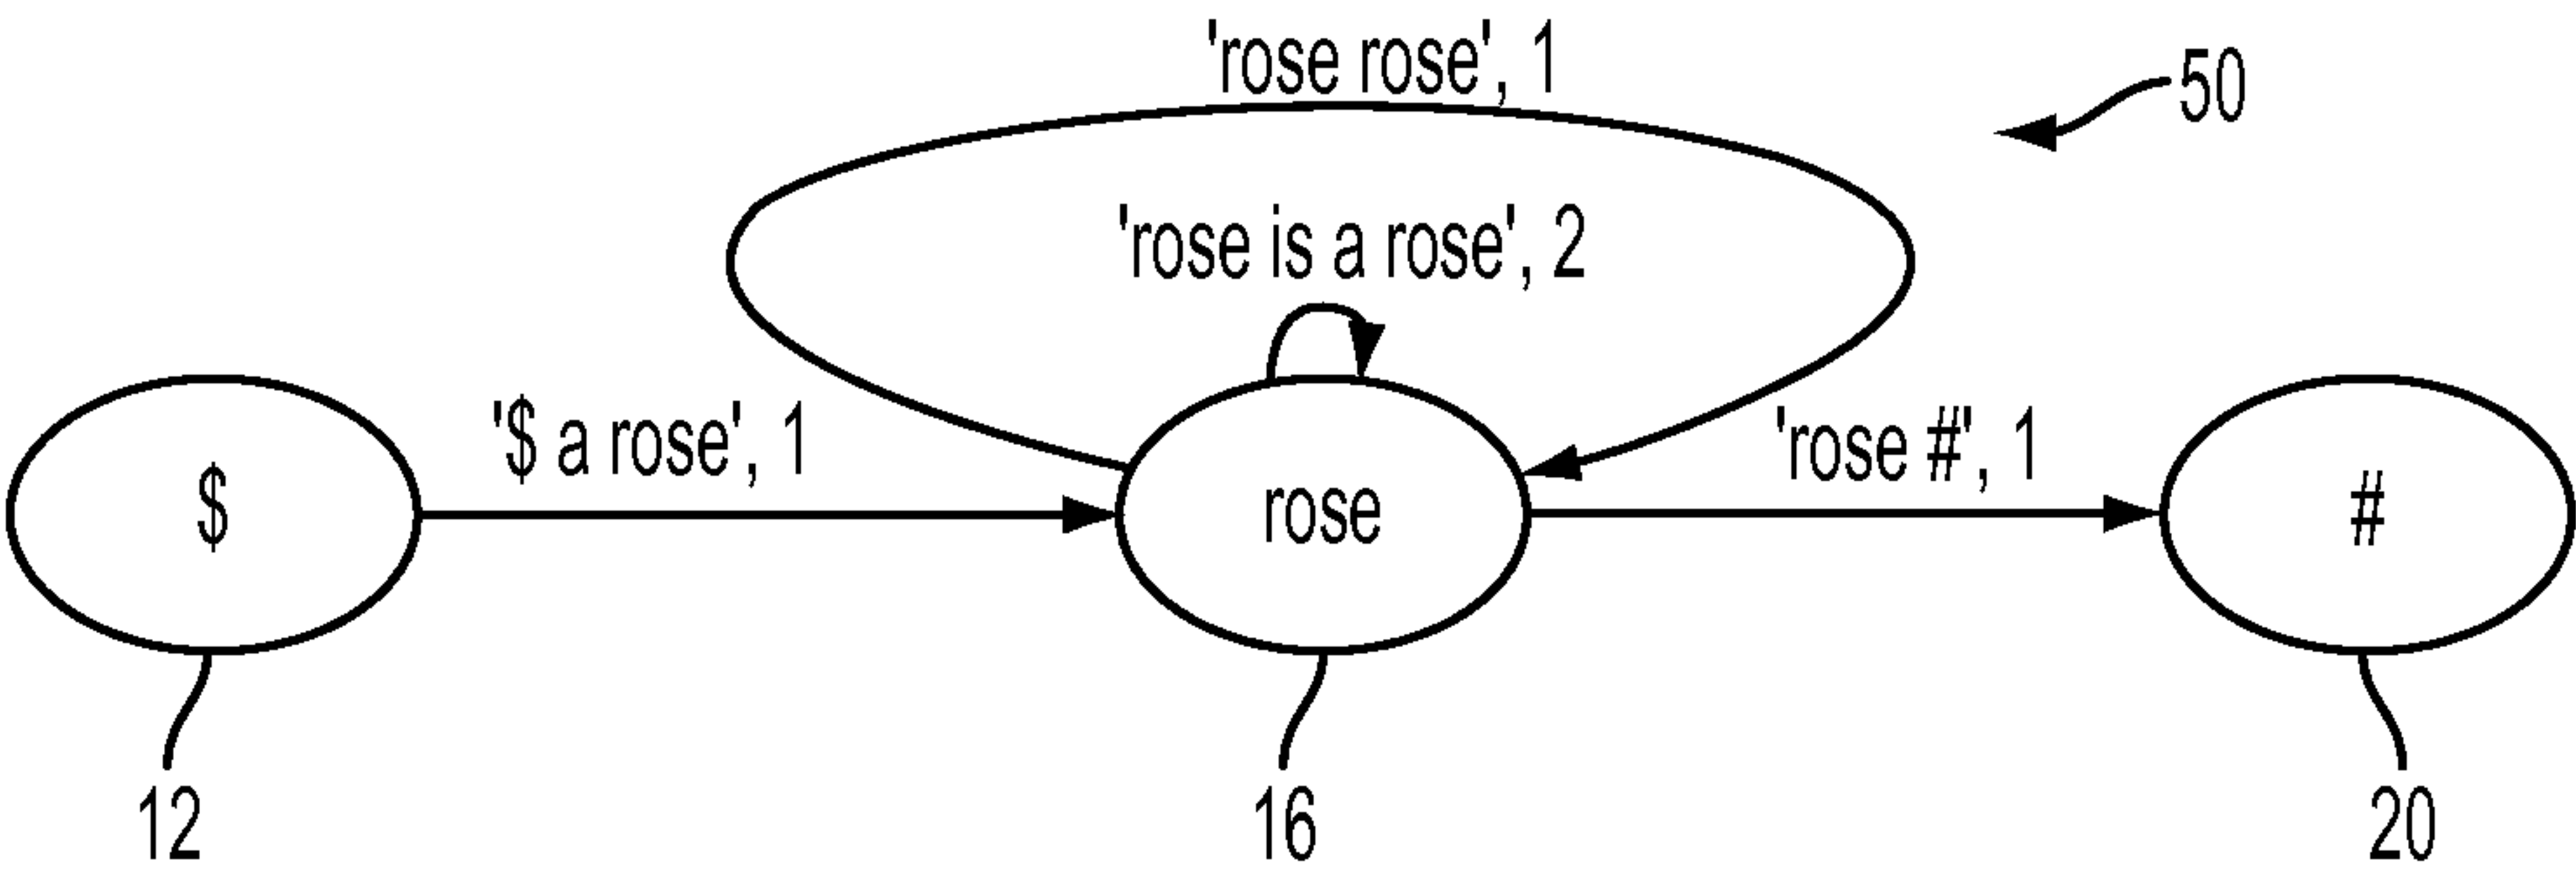 'rose rose', 1
50
'rose is a rose', 2
'$ a rose', 1
'rose #', 1
$
rose
#
12
16
20